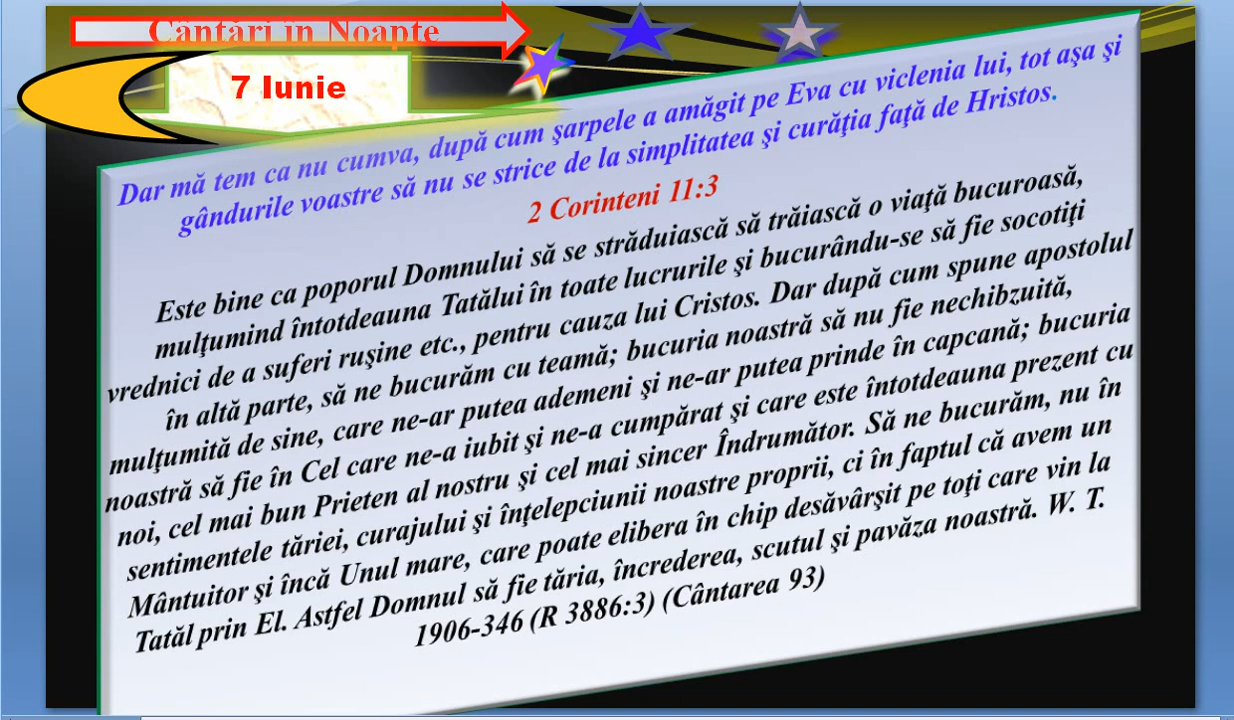 Cântări în Noapte
7 Iunie
Dar mă tem ca nu cumva, după cum şarpele a amăgit pe Eva cu viclenia lui, tot aşa şi
gândurile voastre să nu se strice de la simplitatea şi curăţia faţă de Hristos.
2 Corinteni 11:3
Este bine ca poporul Domnului să se străduiască să trăiască o viaţă bucuroasă,
mulţumind întotdeauna Tatălui în toate lucrurile şi bucurându-se să fie socotiţi
vrednici de a suferi ruşine etc., pentru cauza lui Cristos. Dar după cum spune apostolul
în altă parte, să ne bucurăm cu teamă; bucuria noastră să nu fie nechibzuită,
mulţumită de sine, care ne-ar putea ademeni şi ne-ar putea prinde în capcană; bucuria
noastră să fie în Cel care ne-a iubit şi ne-a cumpărat şi care este întotdeauna prezent cu
noi, cel mai bun Prieten al nostru şi cel mai sincer Îndrumător. Să ne bucurăm, nu în
sentimentele tăriei, curajului şi înţelepciunii noastre proprii, ci în faptul că avem un
Mântuitor şi încă Unul mare, care poate elibera în chip desăvârşit pe toţi care vin la
Tatăl prin El. Astfel Domnul să fie tăria, încrederea, scutul şi pavăza noastră. W. T.
1906-346 (R 3886:3) (Cântarea 93)